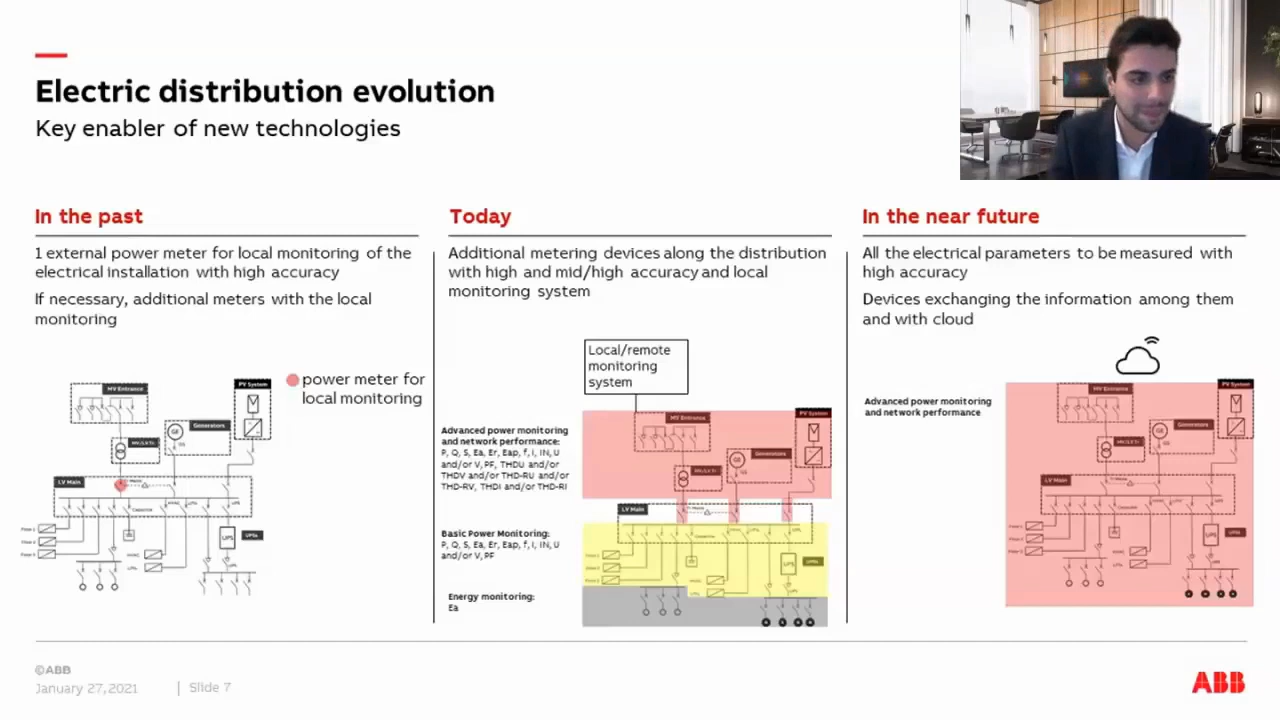 Electric distribution evolution
Key enabler of new technologies
In the past
1 external power meter for local monitoring of the
electrical installation with high accuracy
If necessary, additional meters with the local
monitoring
power meter for
local monitoring
MV Entrance
PV System
GE
Generators
LV Main
UPS
Today
Additional metering devices along the distribution
with high and mid/high accuracy and local
monitoring system
Local/remote
monitoring
system
Advanced power monitoring
and network performance:
P, Q, S, Ea, Er, Eap, f, I, IN, U
and/or V, PF, THDU and/or
THDV and/or THD-RU and/or
THD-RV, THDI and/or THD-RI
Basic Power Monitoring:
P, Q, S, Ea, Er, Eap, f, I, IN, U
and/or V, PF
Energy monitoring:
Ea
MV Entrance
PV System
GE
Generators
LV Main
UPS
In the near future
All the electrical parameters to be measured with
high accuracy
Devices exchanging the information among them
and with cloud
Advanced power monitoring
and network performance
MV Entrance
PV System
GE
Generators
LV Main
UPS
©ABB
January 27, 2021
Slide 7
ABB